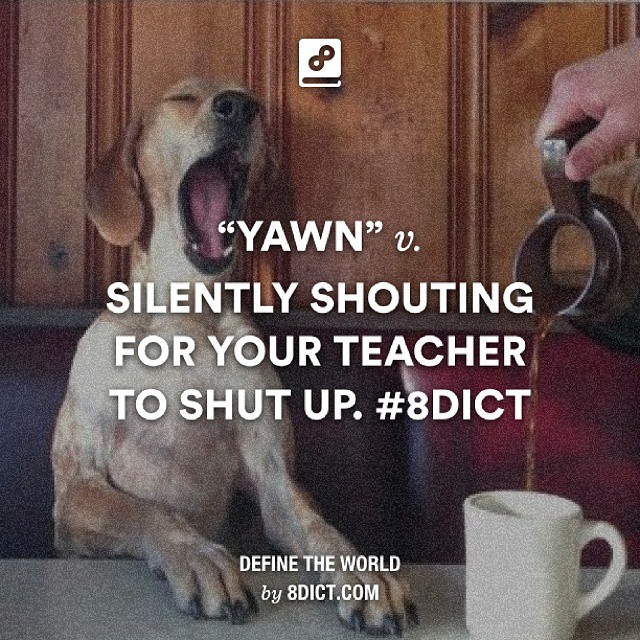 “YAWN” v.
SILENTLY SHOUTING
FOR YOUR TEACHER
TO SHUT UP. #8DICT
DEFINE THE WORLD
by 8DICT.COM